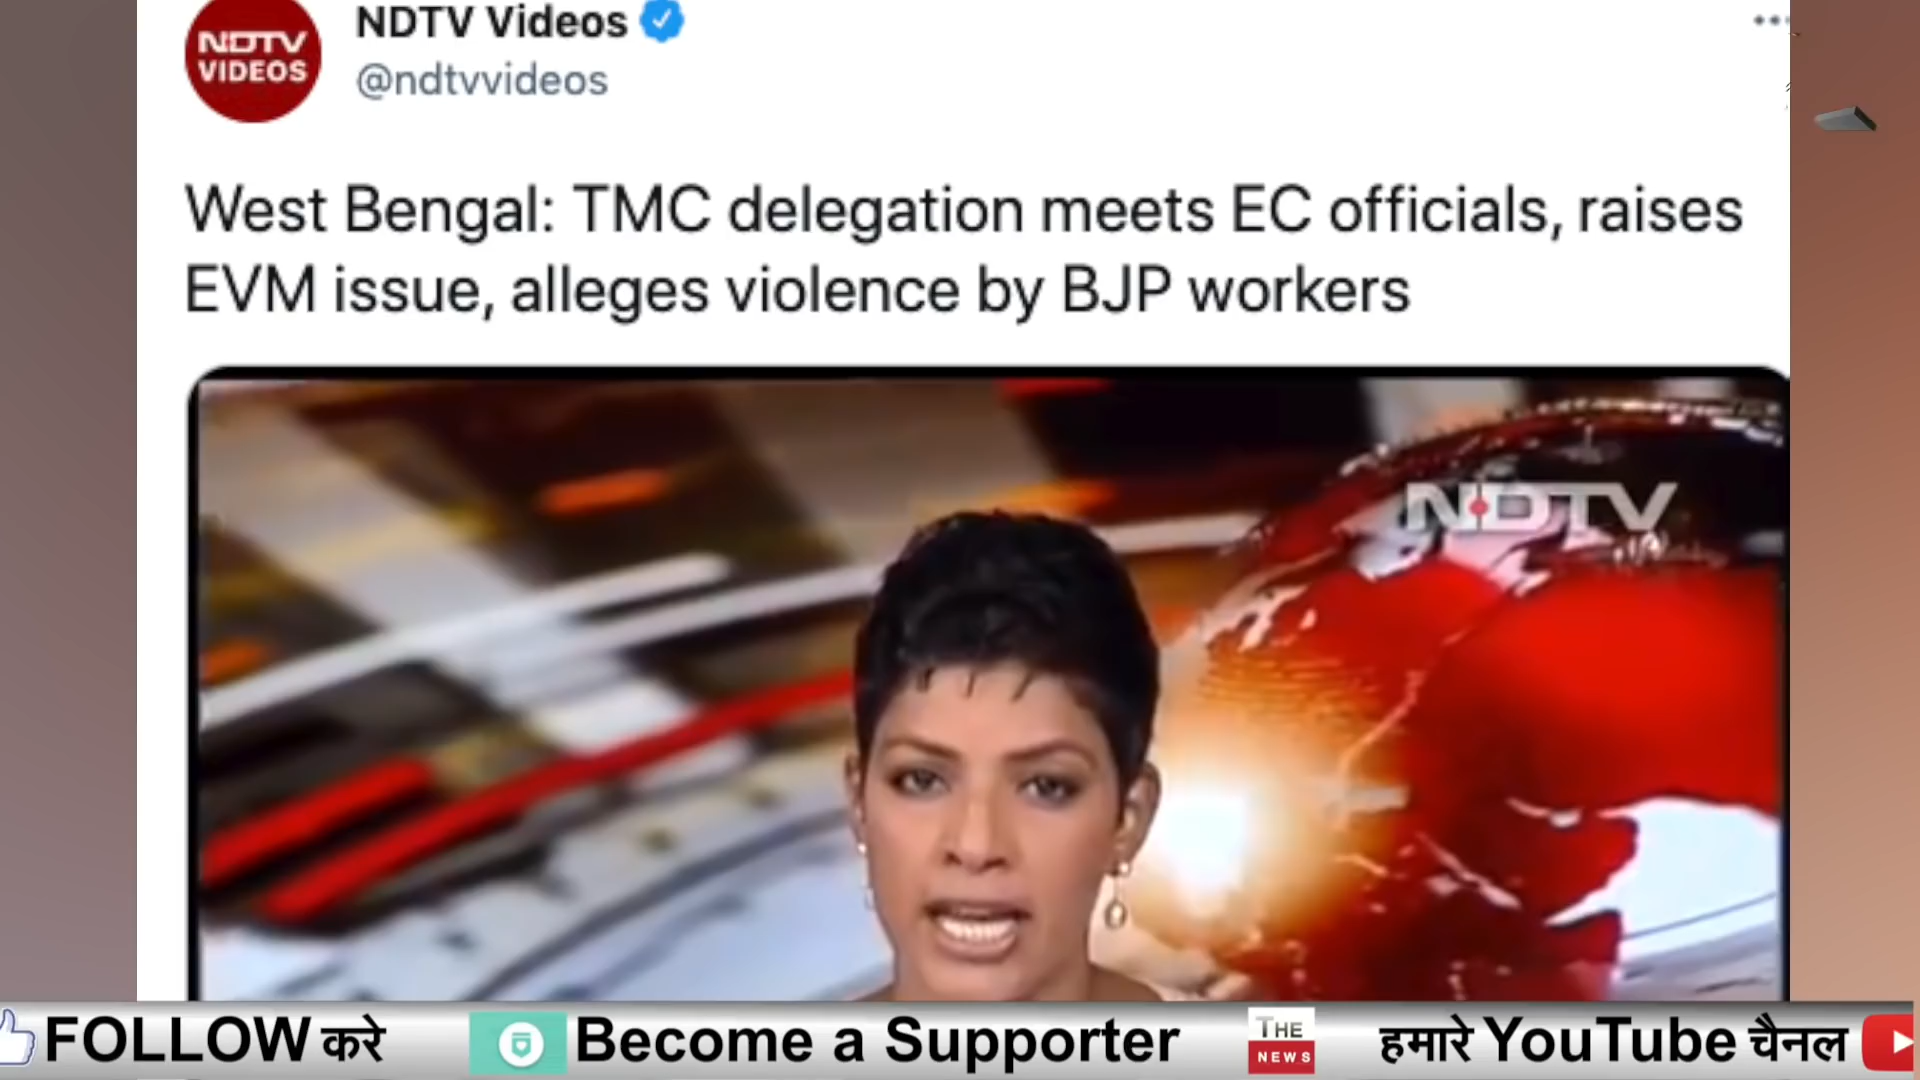 NDTV
VIDEOS
NDTV Videos
@ndtvvideos
West Bengal: TMC delegation meets EC officials, raises
EVM issue, alleges violence by BJP workers
NDTV
FOLLOW करे
Become a Supporter
THE
NEWS
हमारे YouTube चैनल